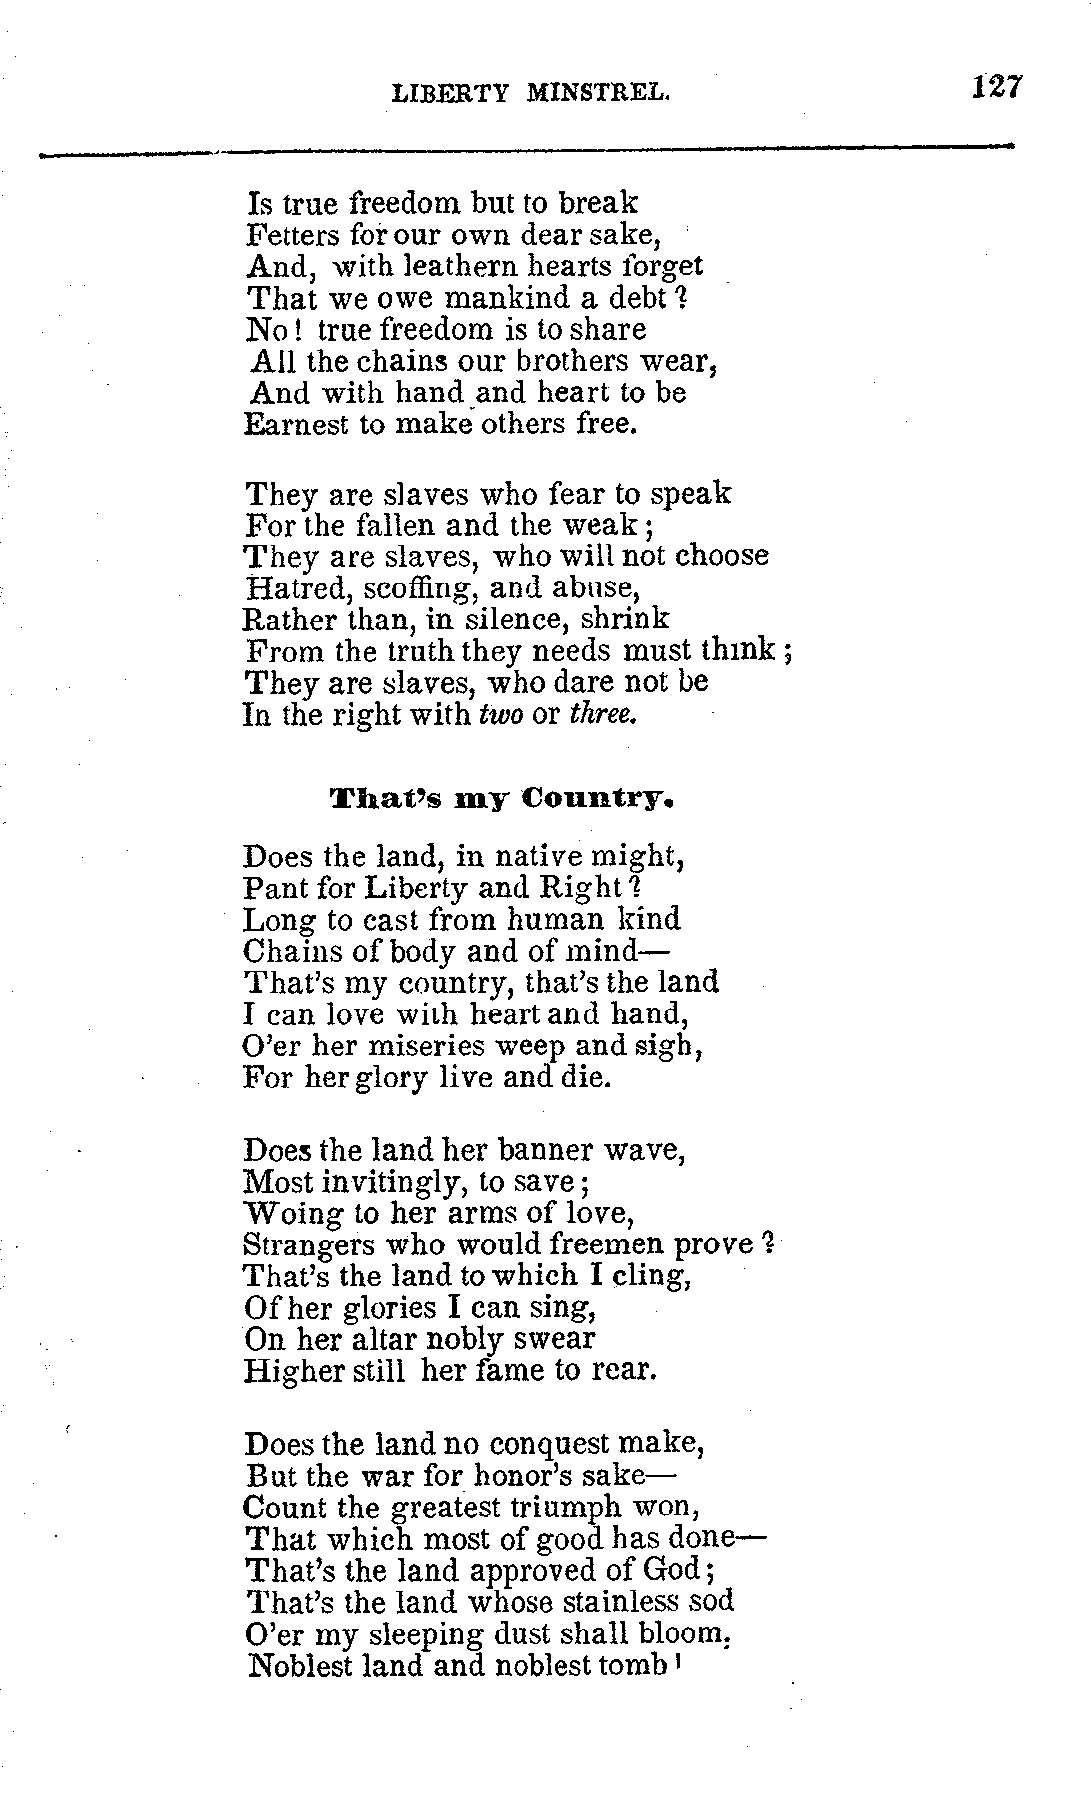 LIBERTY MINSTREL. 127
Is true freedom but to break
Fetters for our own dear sake,
And, with leathern hearts forget
That we owe mankind a debt?
No! true freedom is to share
All the chains our brothers wear,
And with hand and heart to be
Earnest to make others free.
They are slaves who fear to speak
For the fallen and the weak;
They are slaves, who will not choose
Hatred, scoffing, and abuse,
Rather than, in silence, shrink
From the truth they needs must think;
They are slaves, who dare not be
In the right with two or three.
That's my Country.
Does the land, in native might,
Pant for Liberty and Right?
Long to cast from human kind
Chains of body and of mind—
That's my country, that's the land
I can love with heart and hand,
O'er her miseries weep and sigh,
For her glory live and die.
Does the land her banner wave,
Most invitingly, to save;
Woing to her arms of love,
Strangers who would freemen prove?
That's the land to which I cling,
Of her glories I can sing,
On her altar nobly swear
Higher still her fame to rear.
Does the land no conquest make,
But the war for honor's sake—
Count the greatest triumph won,
That which most of good has done—
That's the land approved of God;
That's the land whose stainless sod
O'er my sleeping dust shall bloom,
Noblest land and noblest tomb!